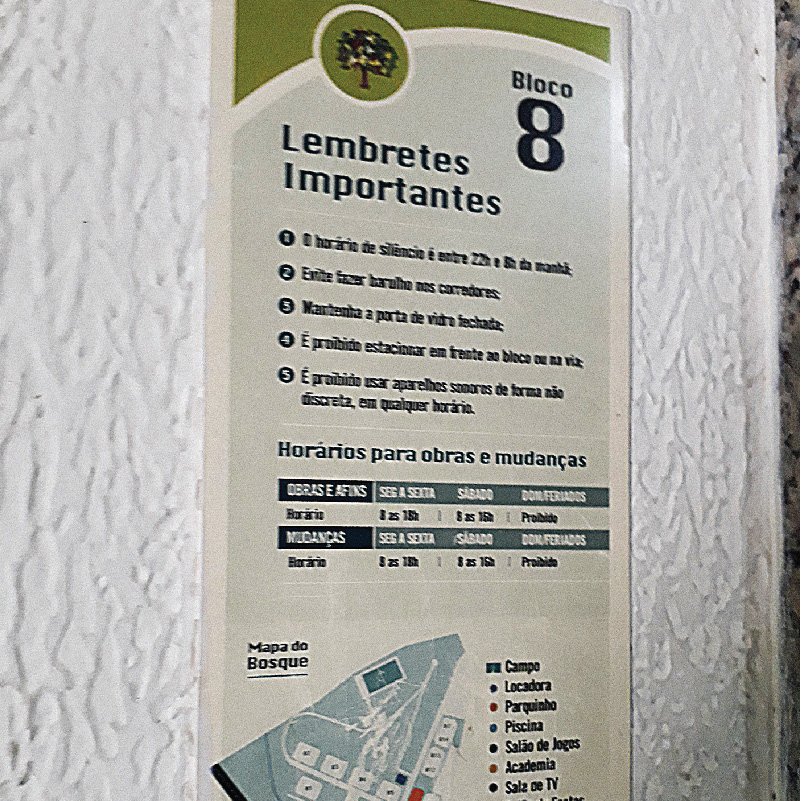 Bloco
8
Lembretes
Importantes
1 O horário de silêncio é entre 22h e 8h da manhã;
2 Evite fazer barulho nos corredores;
3 Mantenha a porta de vidro fechada;
4 É proibido estacionar em frente ao bloco ou na via;
5 É proibido usar aparelhos sonoros de forma não
discreta, em qualquer horário.
Horários para obras e mudanças
OBRAS E AFINS SEG A SEXTA SÁBADO DOM/FERIADOS
Horário 8 as 18h | 8 as 16h | Proibido
MUDANÇAS SEG A SEXTA SÁBADO DOM/FERIADOS
Horário 8 as 18h | 8 as 16h | Proibido
Mapa do
Bosque
Campo
Locadora
Parquinho
Piscina
Salão de Jogos
Academia
Sala de TV